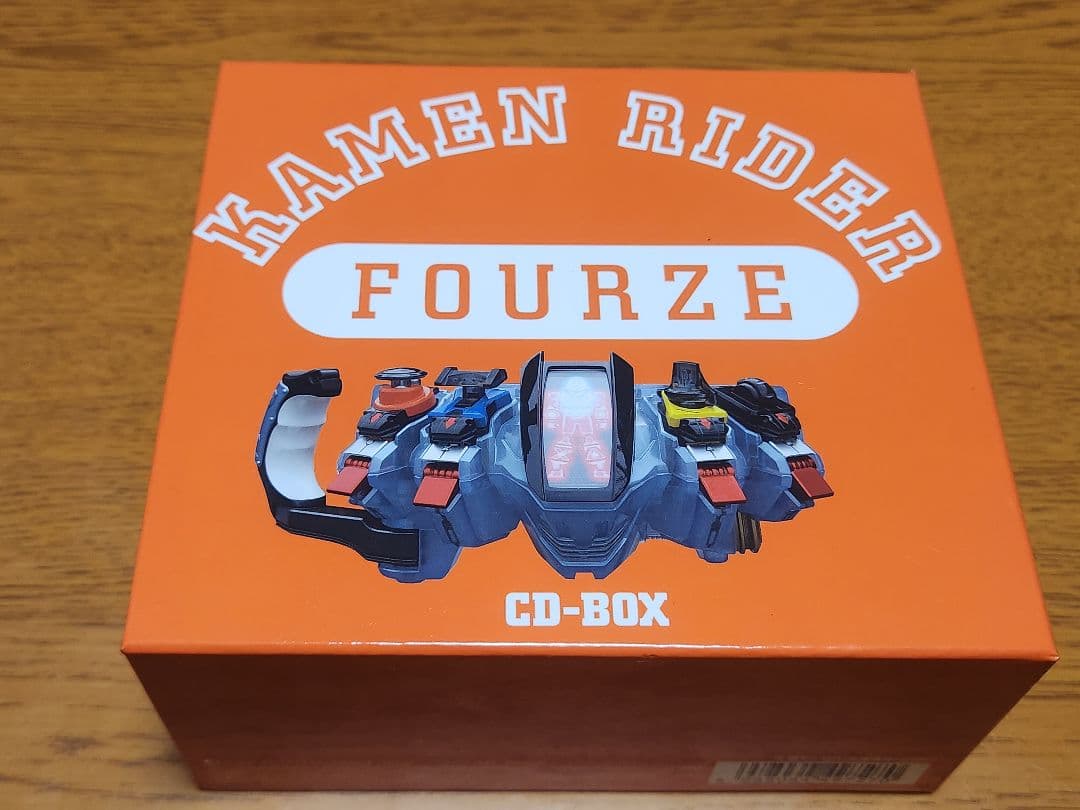 KAMEN RIDER
FOURZE
CD-BOX